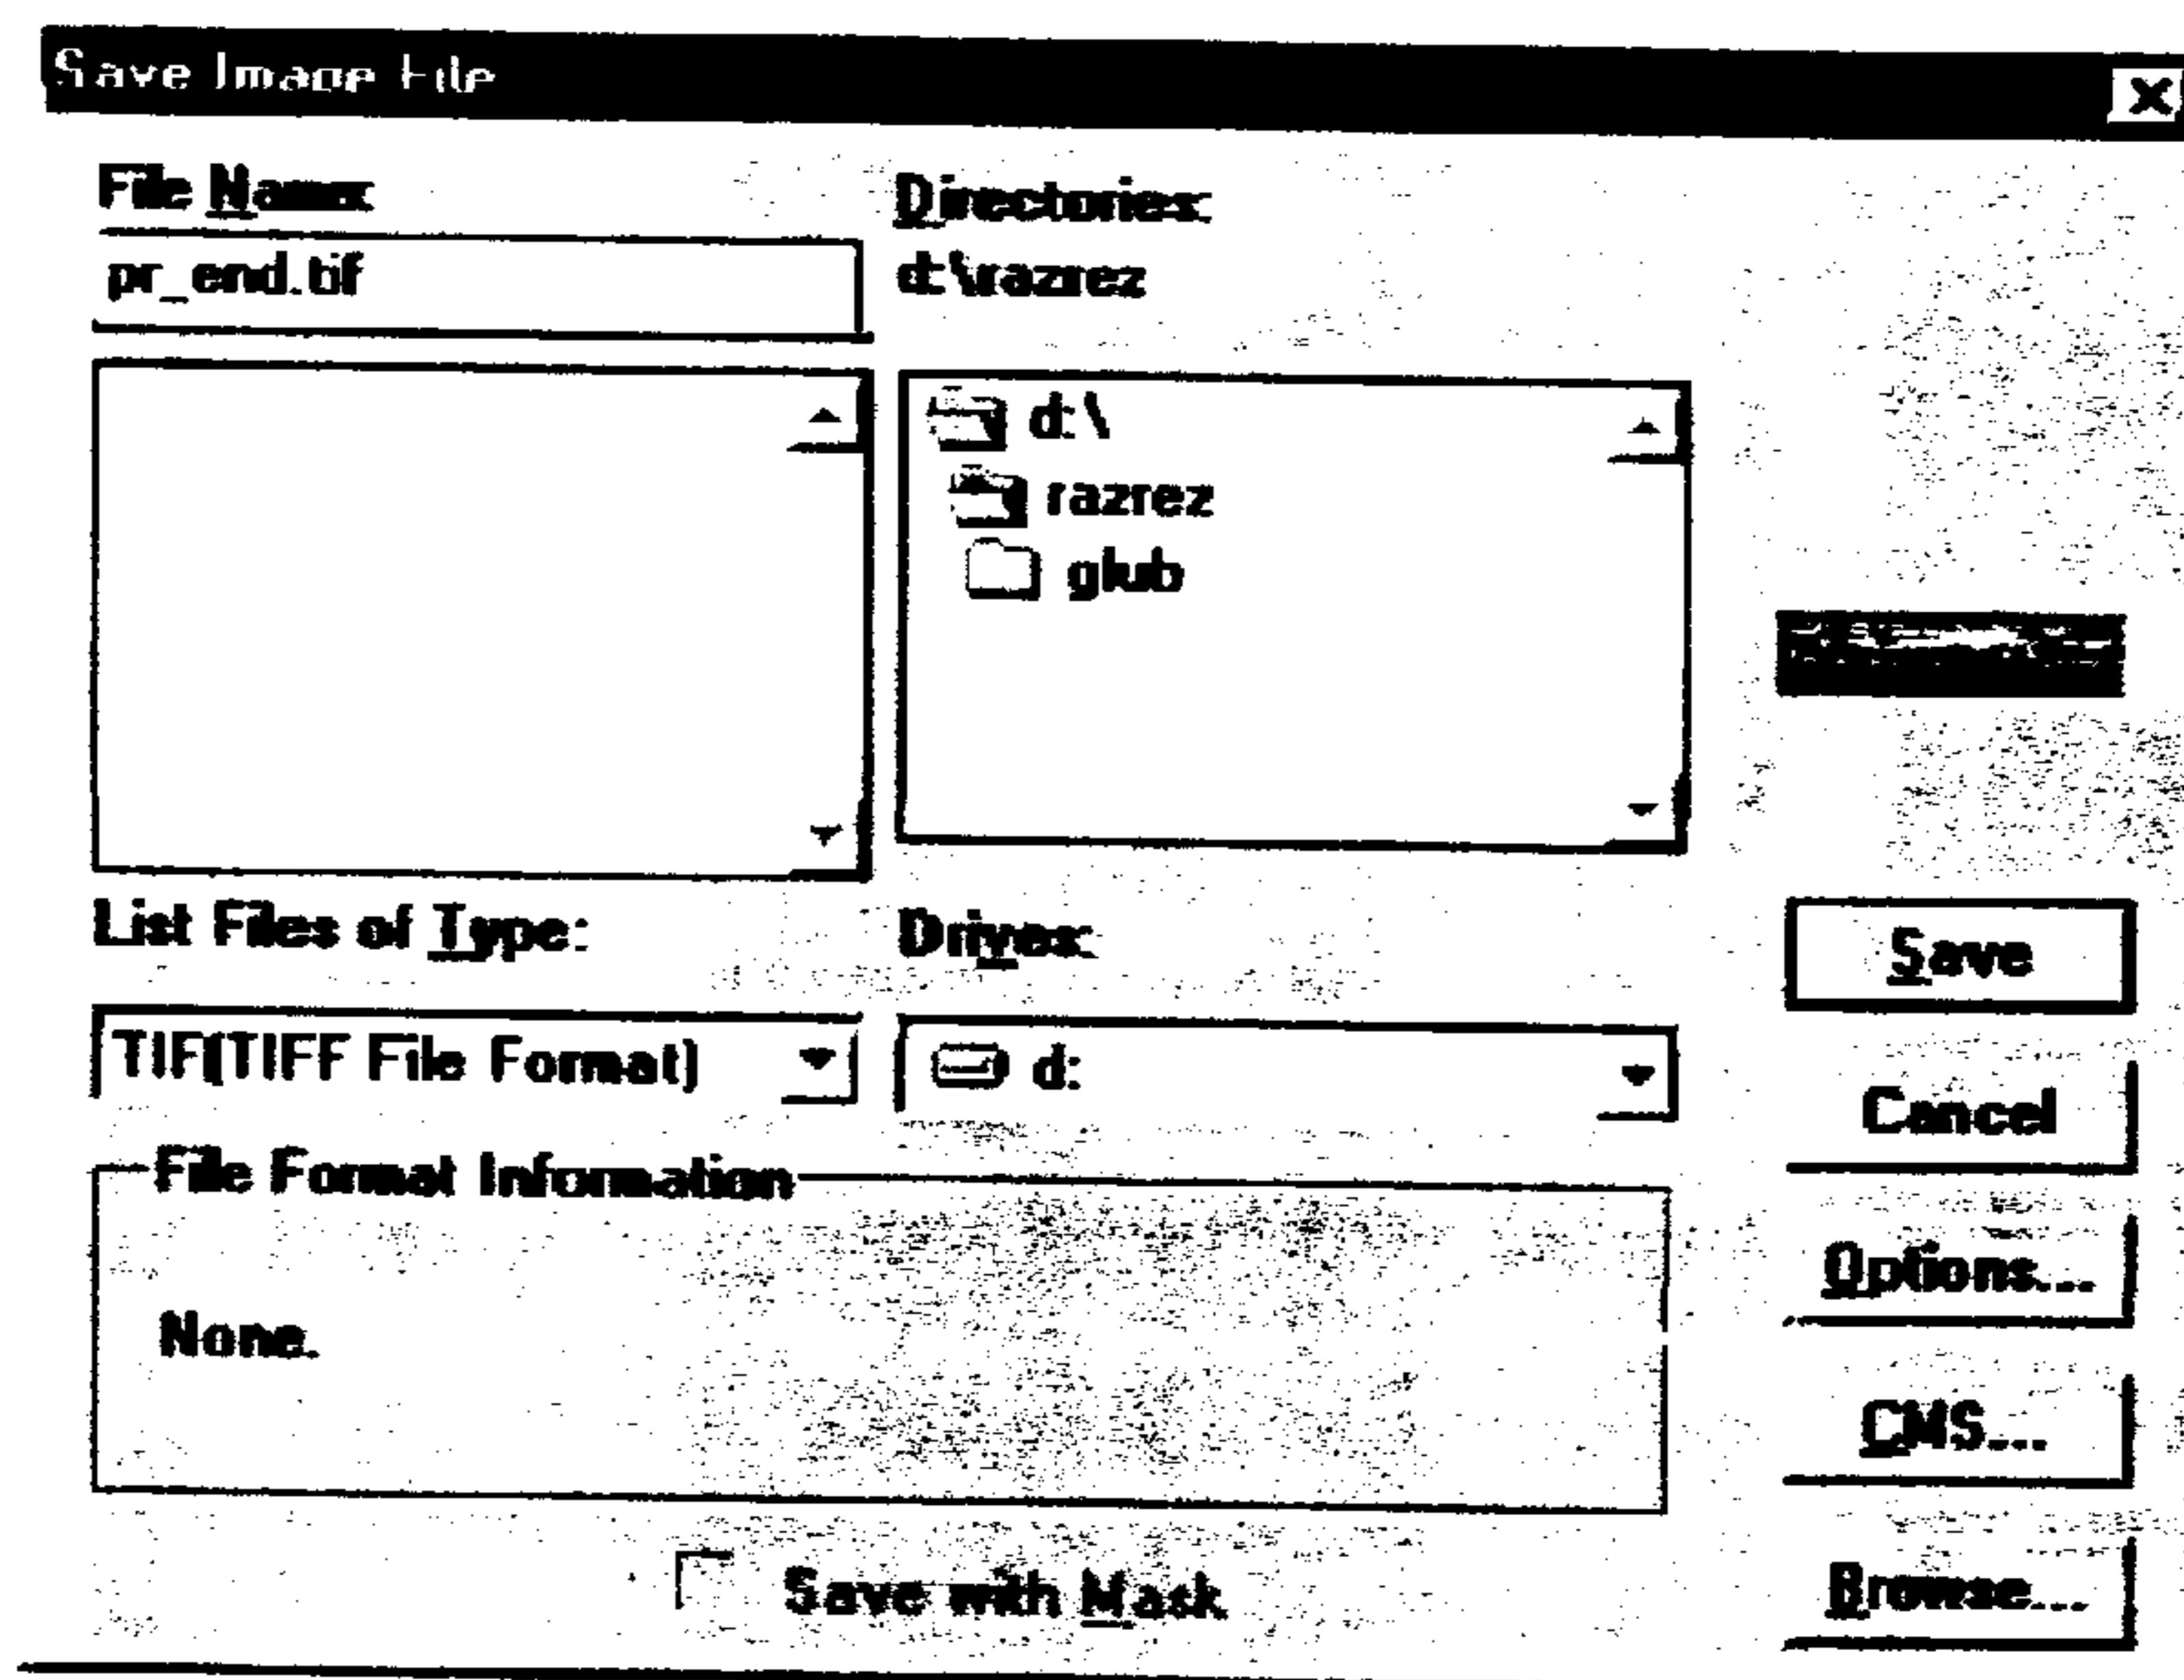 Save Image File
File Name:
pr_end.tif
Directories:
d:\razrez
d:\
razrez
glub
List Files of Type:
TIF(TIFF File Format)
Drives:
d:
File Format Information
None.
Save with Mask
Save
Cancel
Options...
CMS...
Browse...